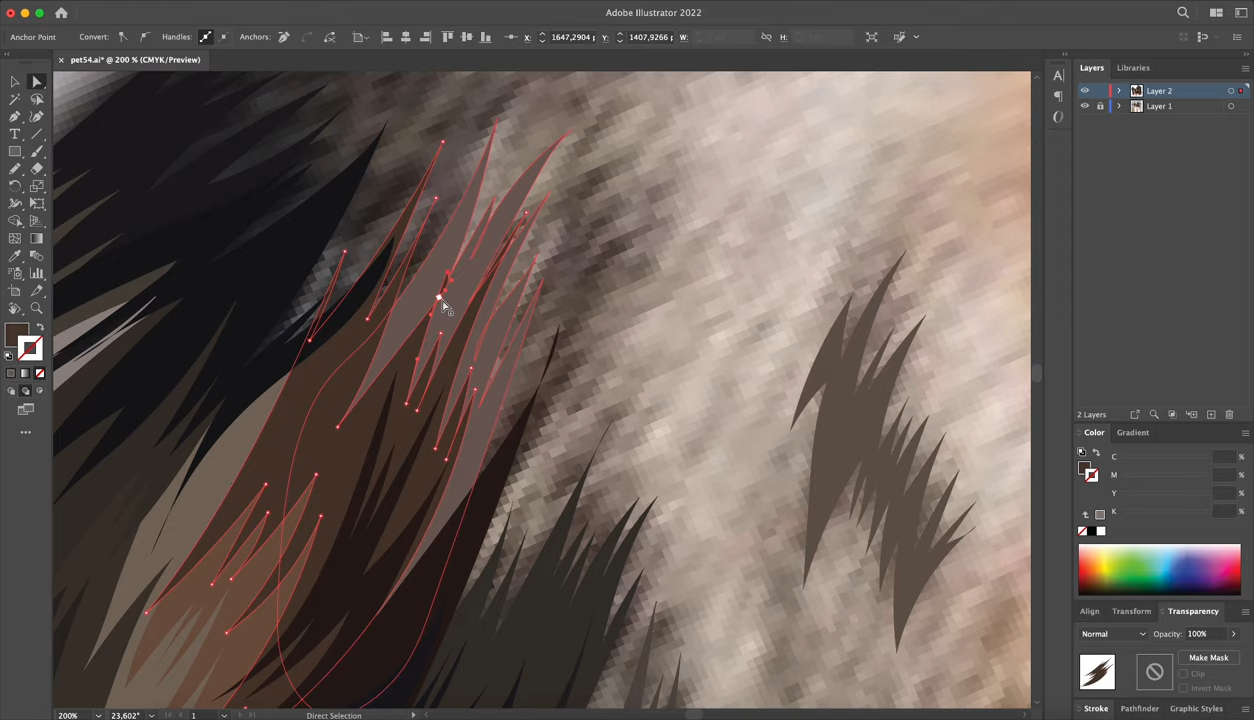 Adobe Illustrator 2022
Anchor Point
Convert:
Handles:
Anchors:
X:
1647,2904 p
Y:
1407,9266 p
W:
H:
pet54.ai* @ 200 % (CMYK/Preview)
Layers
Libraries
Layer 2
Layer 1
2 Layers
Color
Gradient
C
%
M
%
Y
%
K
%
Align
Transform
Transparency
Normal
Opacity:
100%
Make Mask
Clip
Invert Mask
Stroke
Pathfinder
Graphic Styles
200%
23,602°
1
Direct Selection